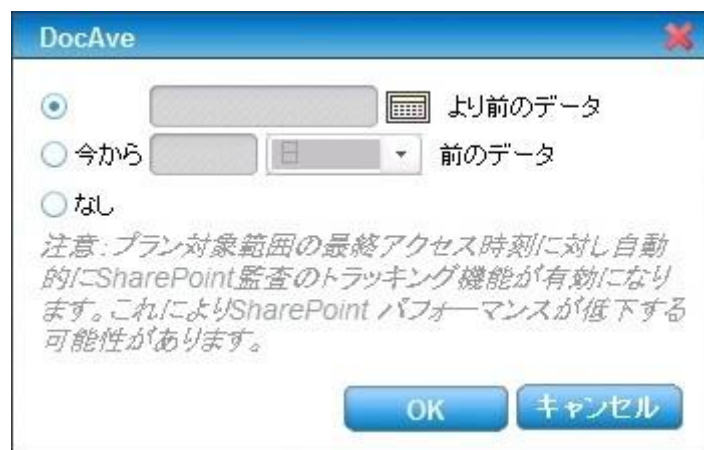 DocAve
より前のデータ
今から 日 前のデータ
なし
注意:プラン対象範囲の最終アクセス時刻に対し自動
的にSharePoint監査のトラッキング機能が有効になり
ます。これによりSharePoint パフォーマンスが低下する
可能性があります。
OK キャンセル